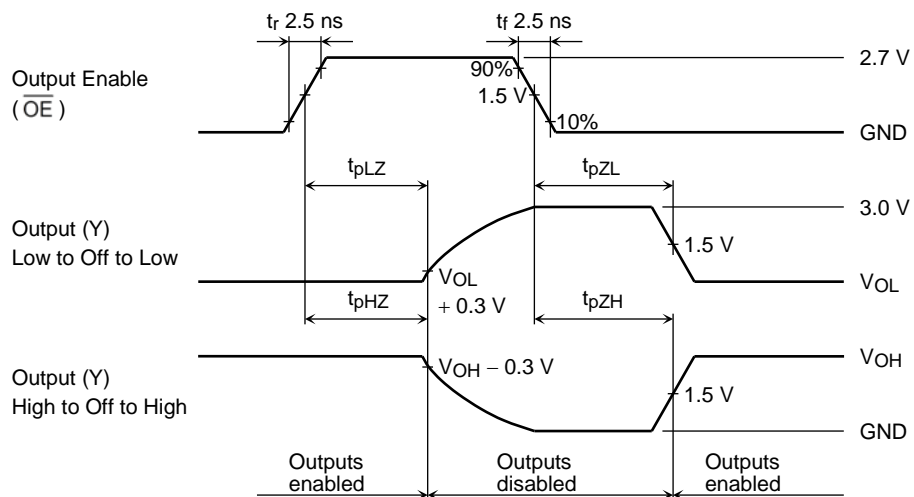 tr 2.5 ns
tf 2.5 ns
Output Enable
( OE )
90%
1.5 V
10%
2.7 V
GND
tpLZ
tpZL
Output (Y)
Low to Off to Low
3.0 V
1.5 V
VOL
+ 0.3 V
VOL
tpHZ
tpZH
Output (Y)
High to Off to High
VOH − 0.3 V
VOH
1.5 V
GND
Outputs
enabled
Outputs
disabled
Outputs
enabled